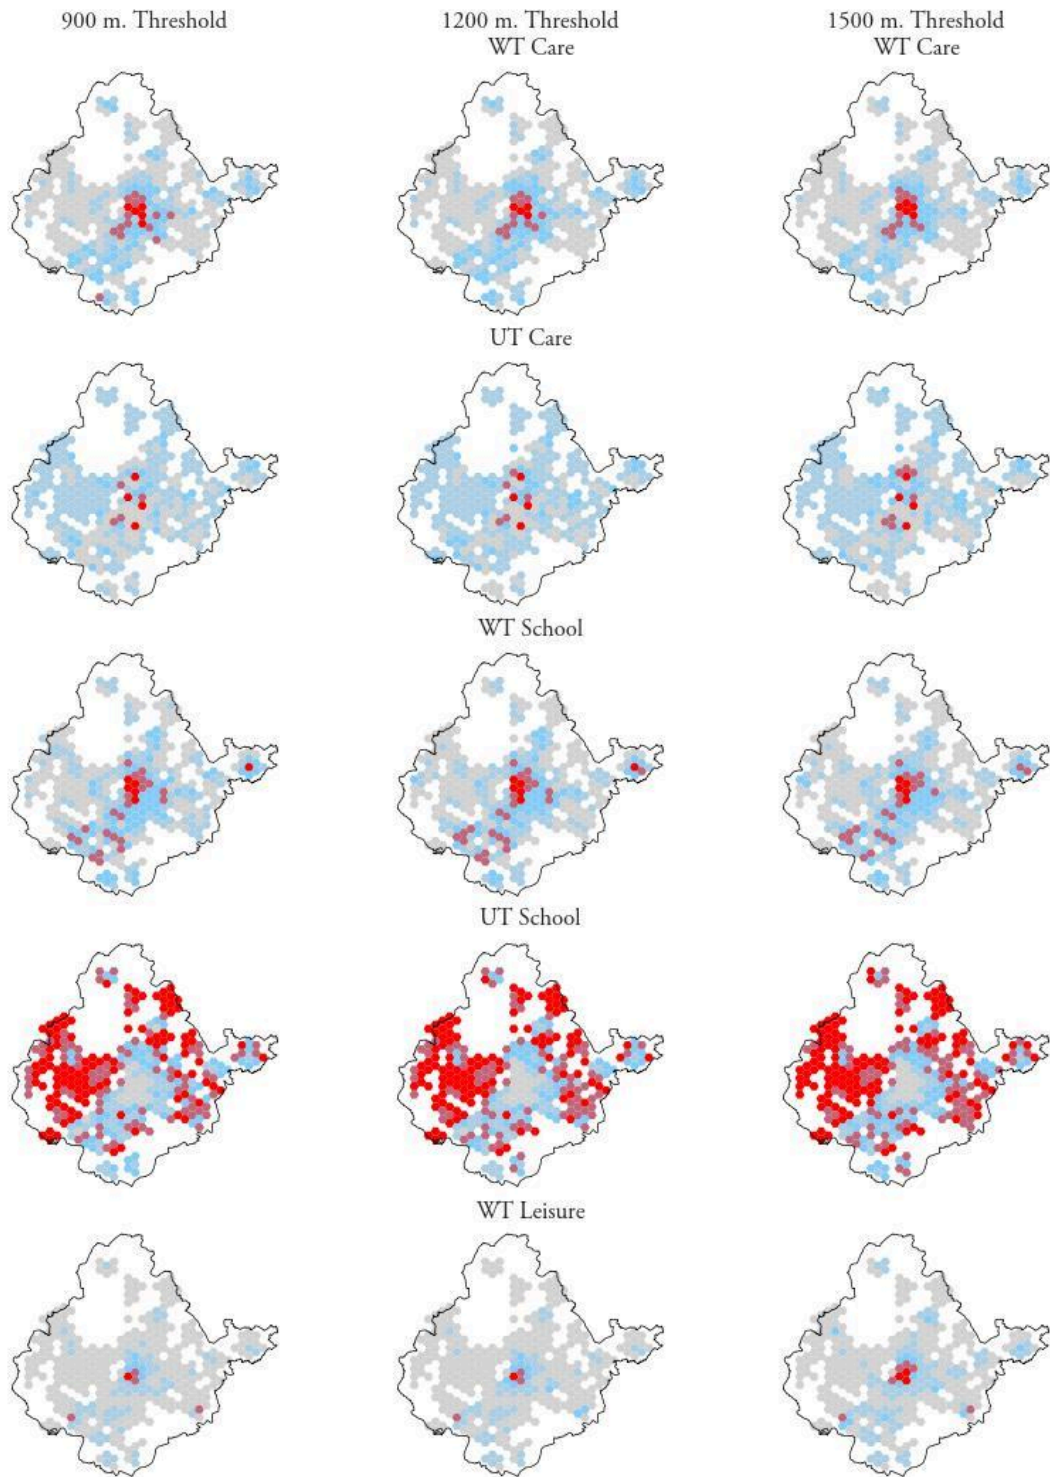 900 m. Threshold
1200 m. Threshold
1500 m. Threshold
WT Care
WT Care
UT Care
WT School
UT School
WT Leisure